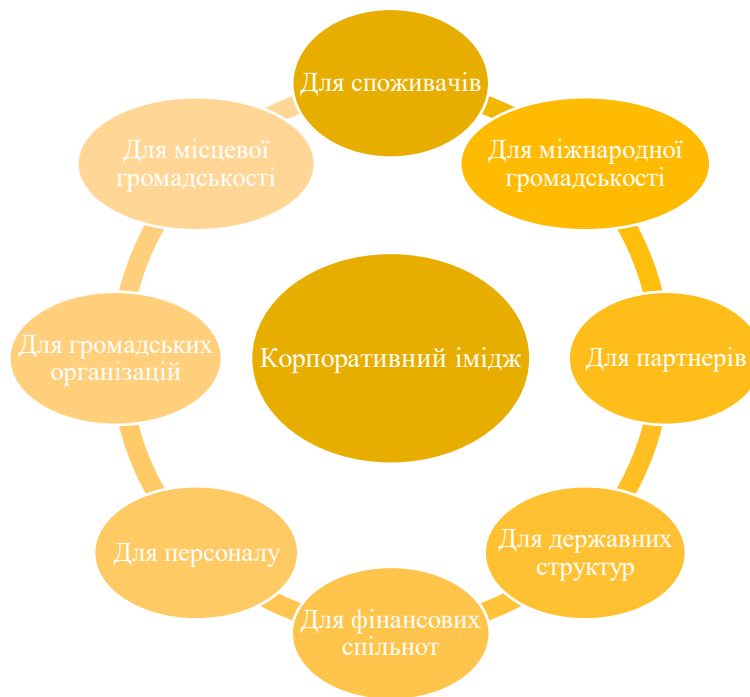 Для споживачів
Для міжнародної
громадськості
Для партнерів
Для державних
структур
Для фінансових
спільнот
Для персоналу
Для громадських
організацій
Для місцевої
громадськості
Корпоративний імідж